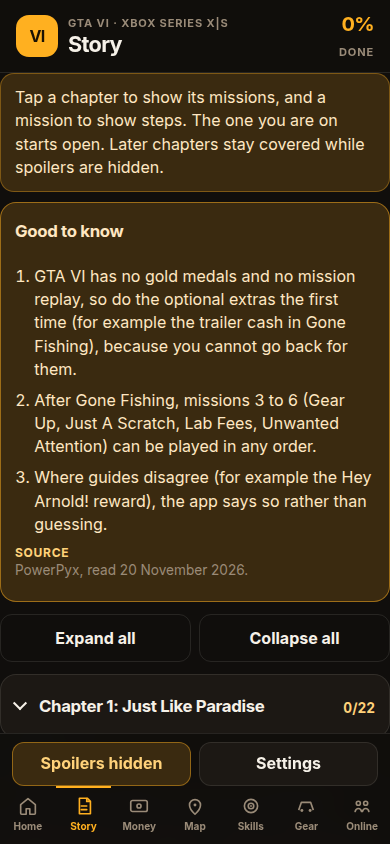 VI
GTA VI · XBOX SERIES X|S
Story
0%
DONE
Tap a chapter to show its missions, and a
mission to show steps. The one you are on
starts open. Later chapters stay covered while
spoilers are hidden.
Good to know
1. GTA VI has no gold medals and no mission
replay, so do the optional extras the first
time (for example the trailer cash in Gone
Fishing), because you cannot go back for
them.
2. After Gone Fishing, missions 3 to 6 (Gear
Up, Just A Scratch, Lab Fees, Unwanted
Attention) can be played in any order.
3. Where guides disagree (for example the Hey
Arnold! reward), the app says so rather than
guessing.
SOURCE
PowerPyx, read 20 November 2026.
Expand all
Collapse all
Chapter 1: Just Like Paradise
0/22
Spoilers hidden
Settings
Home
Story
Money
Map
Skills
Gear
Online